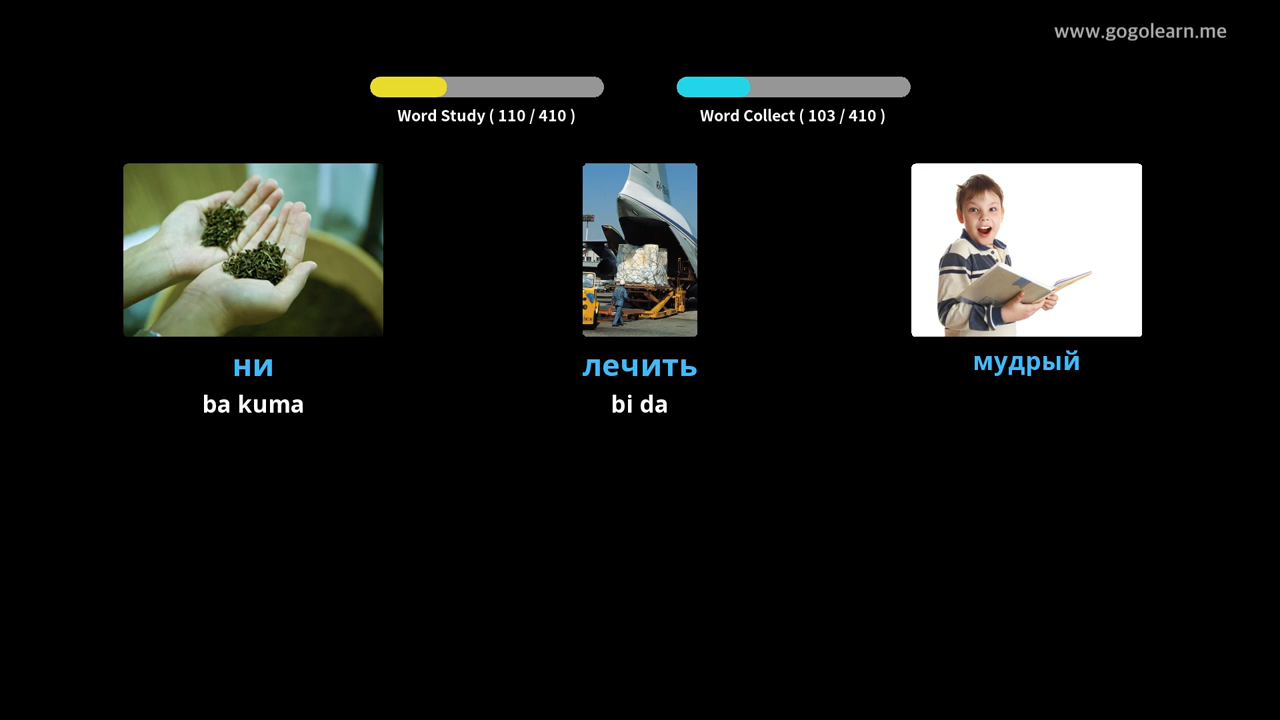 www.gogolearn.me
Word Study ( 110 / 410 )
Word Collect ( 103 / 410 )
ни
ba kuma
лечить
bi da
мудрый